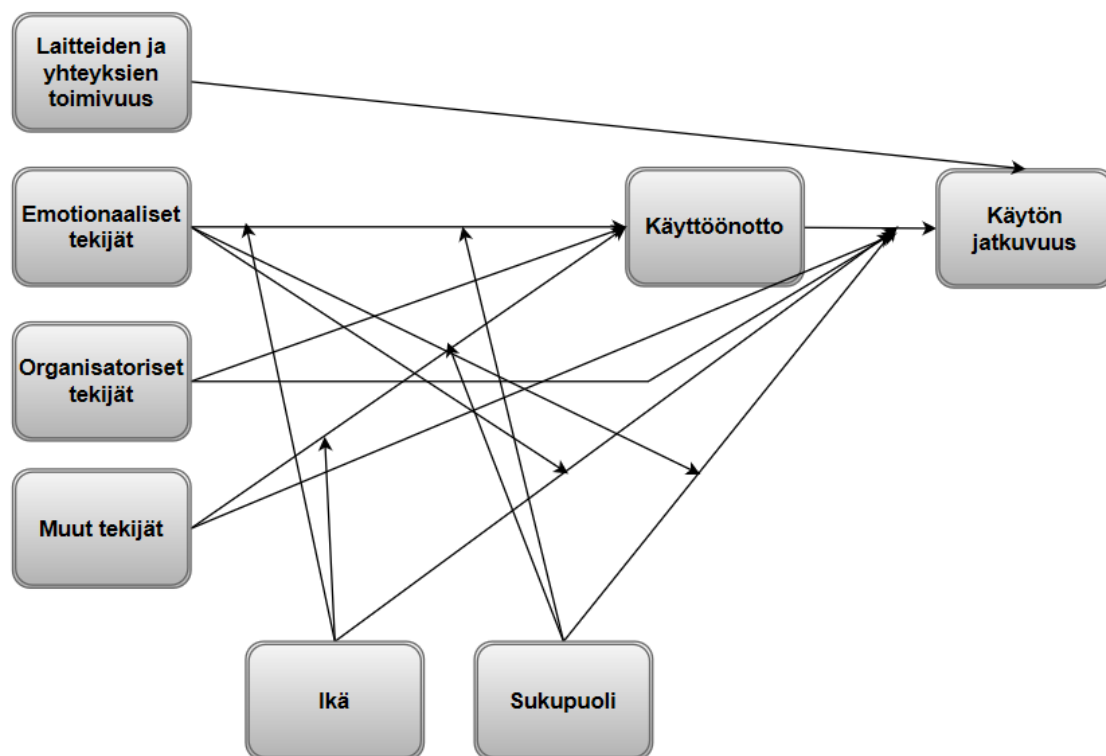 Laitteiden ja
yhteyksien
toimivuus
Emotionaaliset
tekijät
Käyttöönotto
Käytön
jatkuvuus
Organisatoriset
tekijät
Muut tekijät
Ikä
Sukupuoli